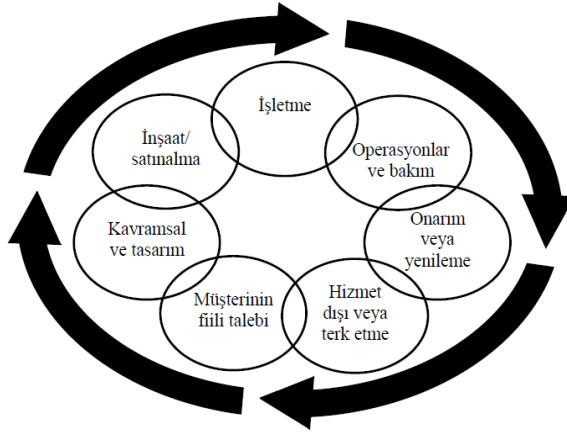 İşletme
İnşaat/
satınalma
Operasyonlar
ve bakım
Kavramsal
ve tasarım
Onarım
veya
yenileme
Müşterinin
fiili talebi
Hizmet
dışı veya
terk etme